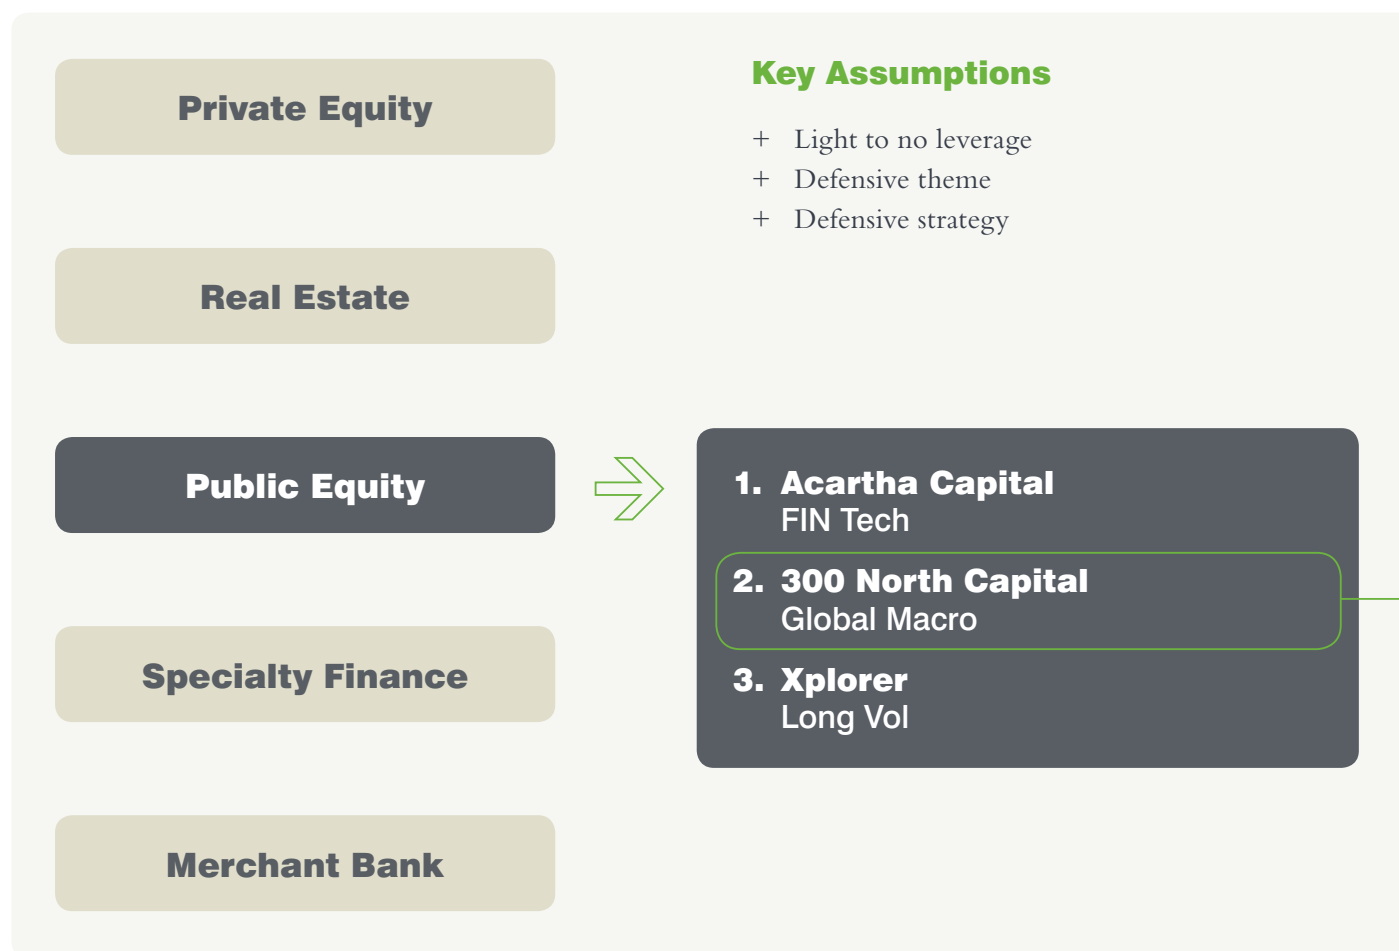 Private Equity
Real Estate
Public Equity
Specialty Finance
Merchant Bank
Key Assumptions
+ Light to no leverage
+ Defensive theme
+ Defensive strategy
1. Acartha Capital
FIN Tech
2. 300 North Capital
Global Macro
3. Xplorer
Long Vol